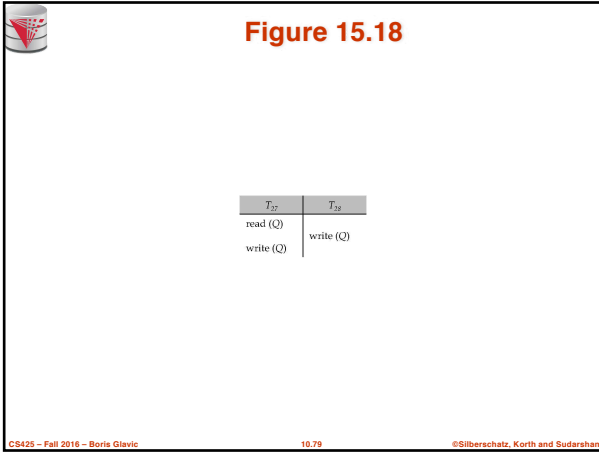 Figure 15.18
T27 T28
read (Q)
write (Q)
write (Q)
CS425 – Fall 2016 – Boris Glavic 10.79 ©Silberschatz, Korth and Sudarshan